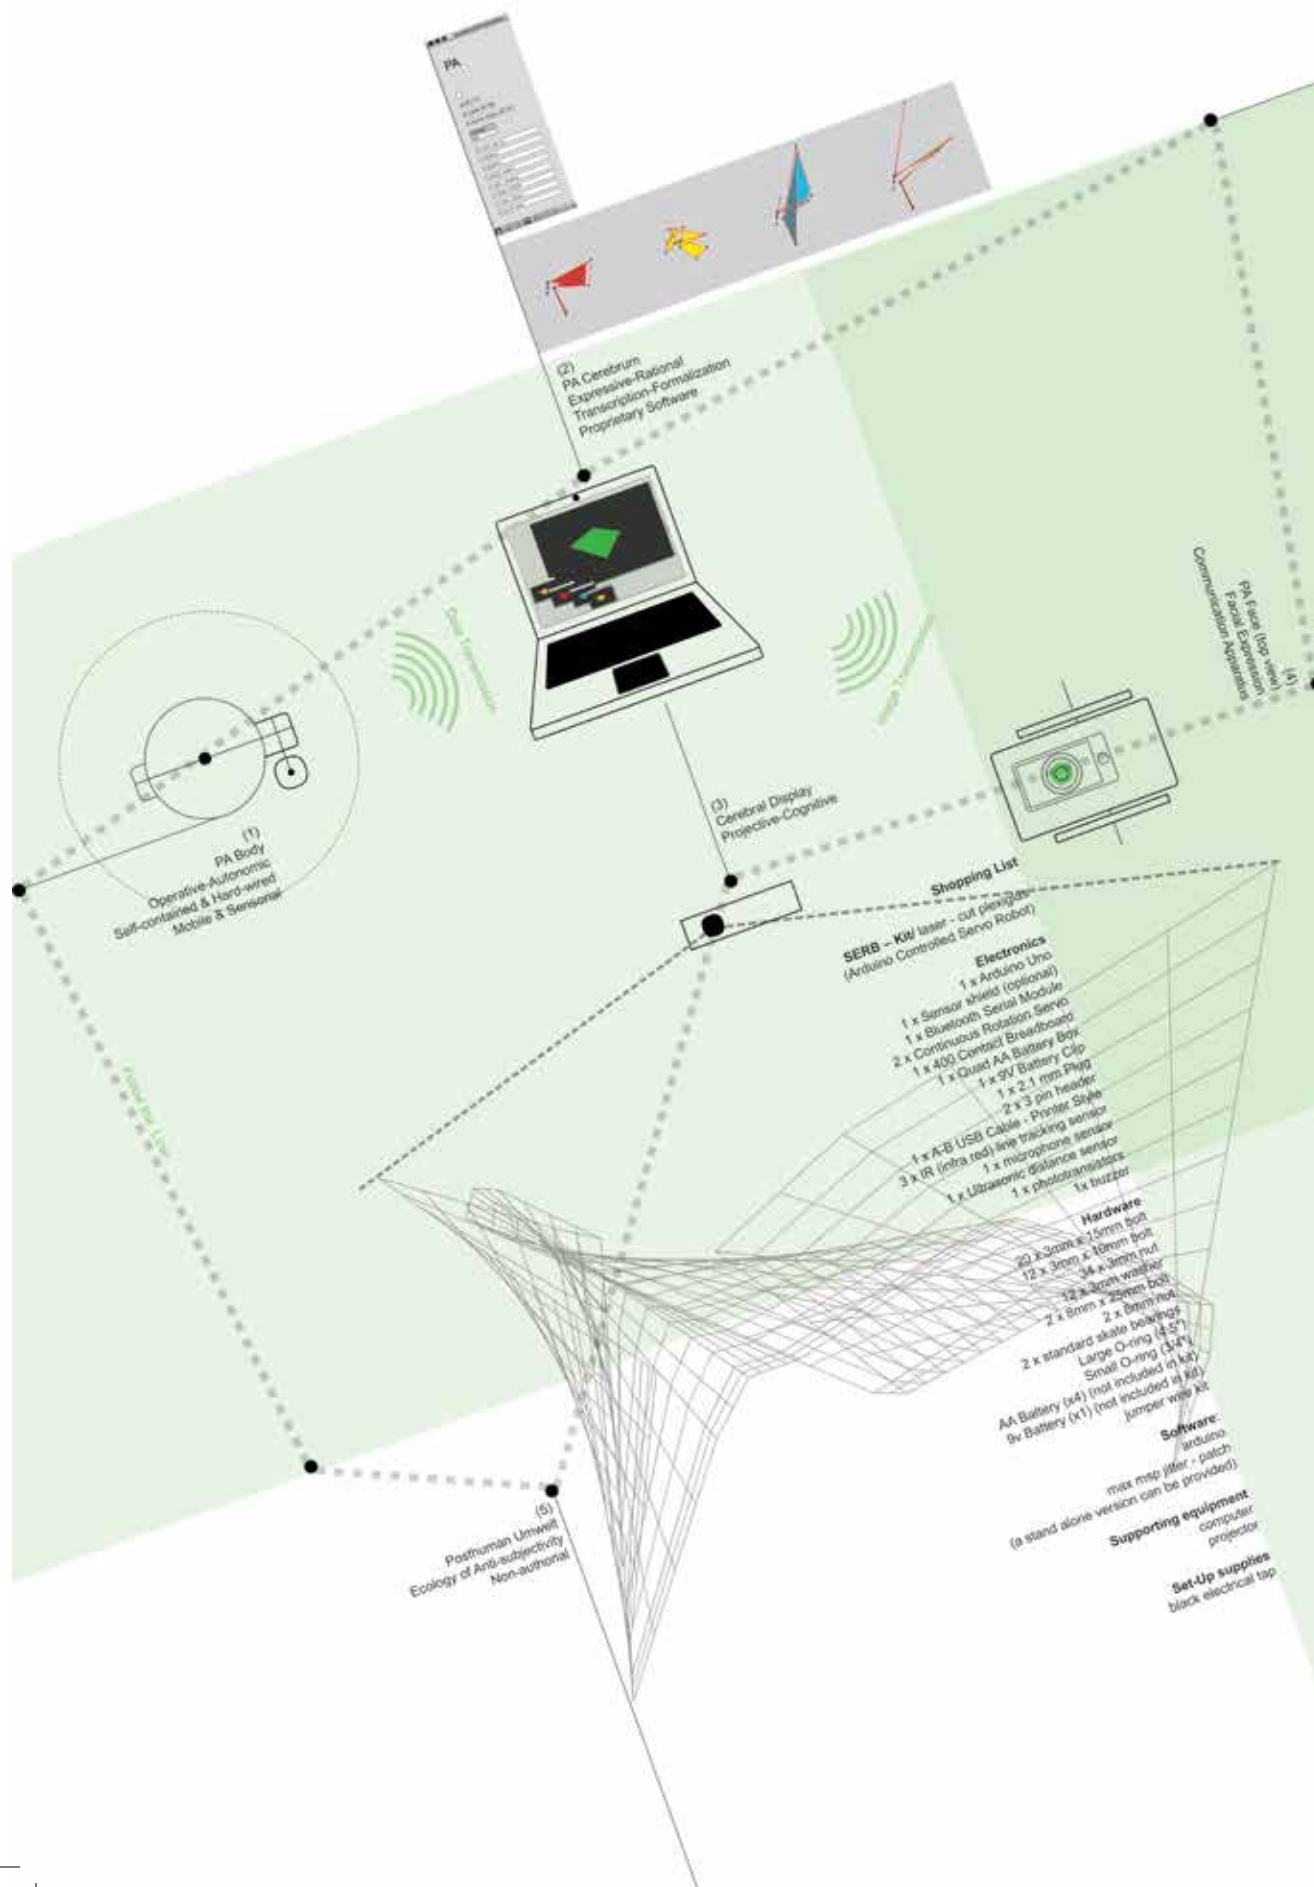 PA
(2)
PA Cerebrum
Expressive-Rational
Transcription-Formalization
Proprietary Software
Data Transmission
Image Transmission
(4)
PA Face (top view)
Facial Expression
Communication Apparatus
(1)
PA Body
Operative-Autonomic
Self-contained & Hard-wired
Mobile & Sensorial
(3)
Cerebral Display
Projective-Cognitive
Follow the Line
Shopping List
SERB – Kit/ laser - cut plexiglas
(Arduino Controlled Servo Robot)
Electronics
1 x Arduino Uno
1 x Sensor shield (optional)
1 x Bluetooth Serial Module
2 x Continuous Rotation Servo
1 x 400 Contact Breadboard
1 x Quad AA Battery Box
1 x 9V Battery Clip
1 x 2.1 mm Plug
2 x 3 pin header
1 x A-B USB Cable - Printer Style
3 x IR (infra red) line tracking sensor
1 x microphone sensor
1 x Ultrasonic distance sensor
1 x phototransistors
1x buzzer
Hardware
20 x 3mm x 15mm bolt
12 x 3mm x 10mm bolt
34 x 3mm nut
12 x 3mm washer
2 x 8mm x 25mm bolt
2 x 8mm nut
2 x standard skate bearings
Large O-ring (4.5")
Small O-ring (3/4")
AA Battery (x4) (not included in kit)
9v Battery (x1) (not included in kit)
jumper wire kit
Software:
arduino
max msp jitter - patch
(a stand alone version can be provided)
Supporting equipment
computer
projector
Set-Up supplies
black electrical tap
(5)
Posthuman Umwelt
Ecology of Anti-subjectivity
Non-authorial